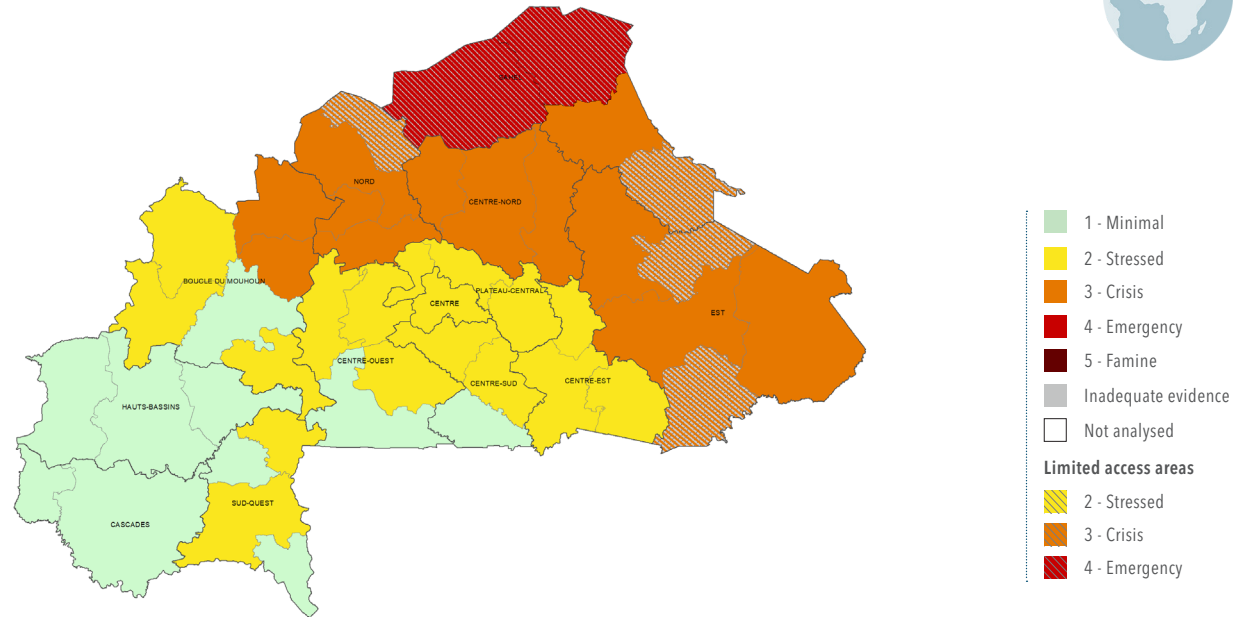 SAHEL
NORD
CENTRE-NORD
BOUCLE DU MOUHOUN
PLATEAU-CENTRAL
CENTRE
EST
CENTRE-OUEST
CENTRE-SUD
CENTRE-EST
HAUTS-BASSINS
SUD-OUEST
CASCADES
1 - Minimal
2 - Stressed
3 - Crisis
4 - Emergency
5 - Famine
Inadequate evidence
Not analysed
Limited access areas
2 - Stressed
3 - Crisis
4 - Emergency